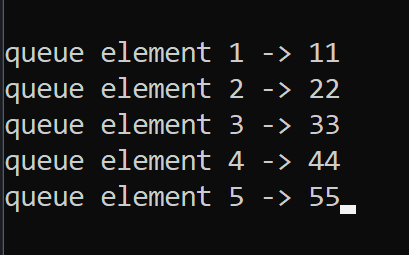 queue element 1 -> 11
queue element 2 -> 22
queue element 3 -> 33
queue element 4 -> 44
queue element 5 -> 55